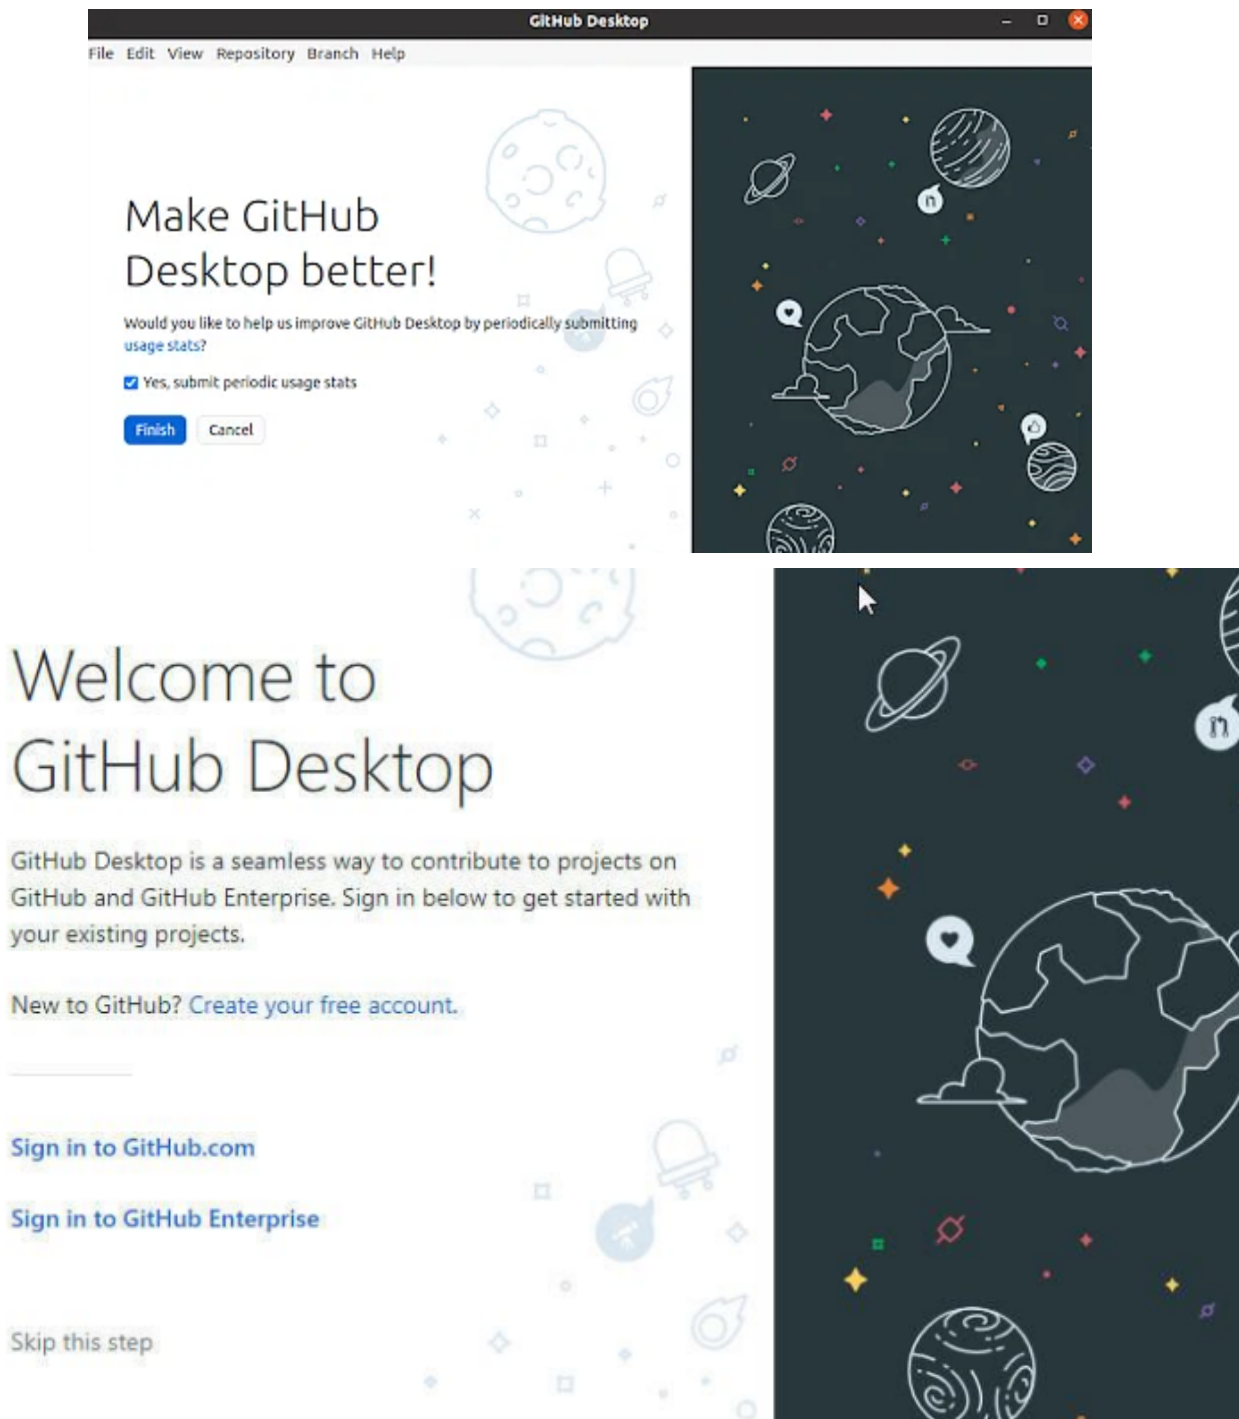 GitHub Desktop
File Edit View Repository Branch Help
Make GitHub
Desktop better!
Would you like to help us improve GitHub Desktop by periodically submitting
usage stats?
Yes, submit periodic usage stats
Finish Cancel
Welcome to
GitHub Desktop
GitHub Desktop is a seamless way to contribute to projects on
GitHub and GitHub Enterprise. Sign in below to get started with
your existing projects.
New to GitHub? Create your free account.
Sign in to GitHub.com
Sign in to GitHub Enterprise
Skip this step